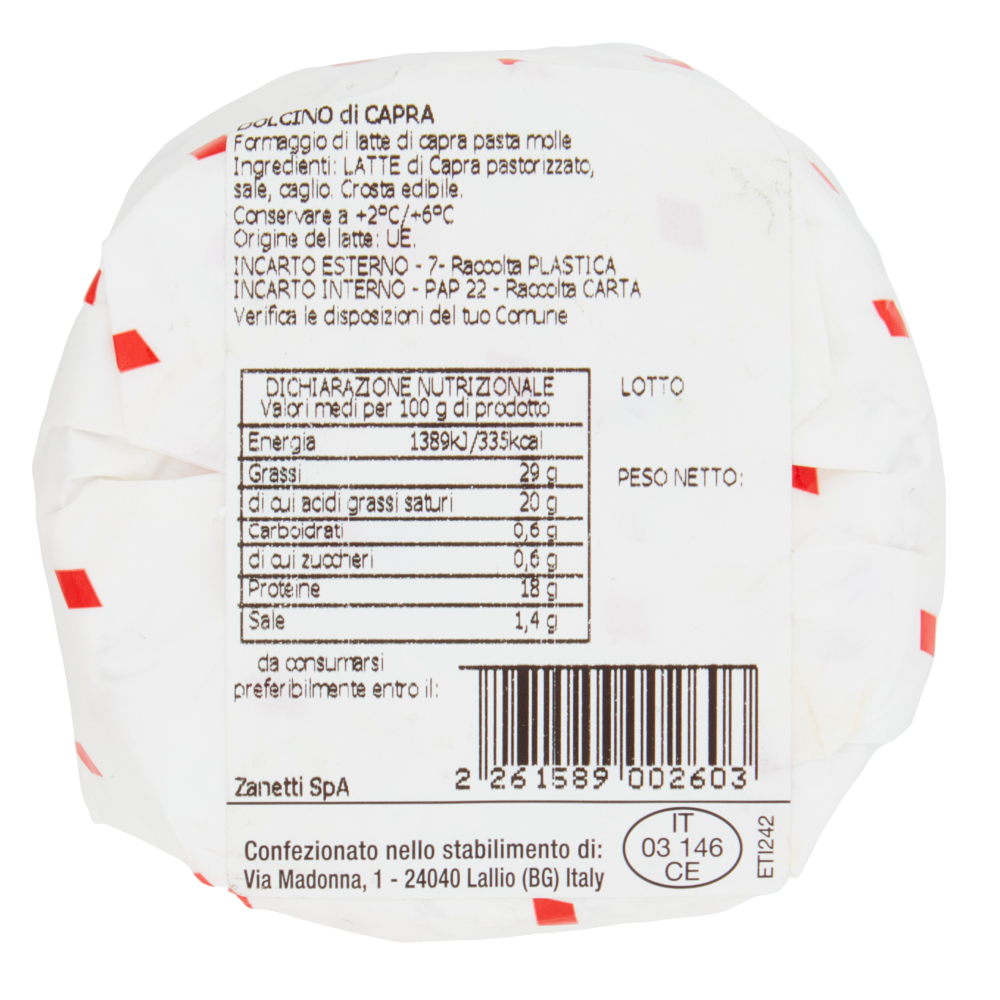 DOLCINO di CAPRA
Formaggio di latte di capra pasta molle
Ingredienti: LATTE di Capra pastorizzato,
sale, caglio. Crosta edibile.
Conservare a +2°C/+6°C
Origine del latte: UE.
INCARTO ESTERNO - 7- Raccolta PLASTICA
INCARTO INTERNO - PAP 22 - Raccolta CARTA
Verifica le disposizioni del tuo Comune
DICHIARAZIONE NUTRIZIONALE
Valori medi per 100 g di prodotto
Energia 1389kJ/335kcal
Grassi 29 g
di cui acidi grassi saturi 20 g
Carboidrati 0,6 g
di cui zuccheri 0,6 g
Proteine 18 g
Sale 1,4 g
LOTTO
PESO NETTO:
da consumarsi
preferibilmente entro il:
2 261589 002603
Zanetti SpA
Confezionato nello stabilimento di:
Via Madonna, 1 - 24040 Lallio (BG) Italy
IT
03 146
CE
ETI242